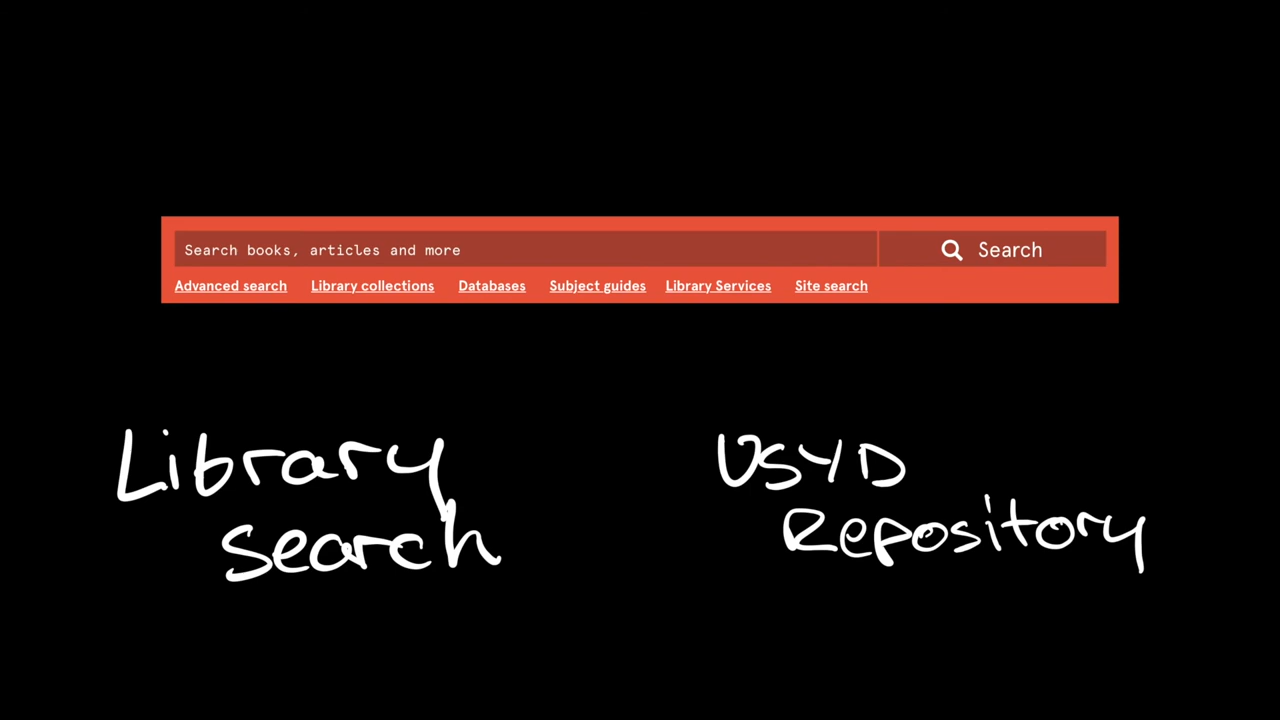 Search books, articles and more Search
Advanced search Library collections Databases Subject guides Library Services Site search
Library
search
USYD
Repository